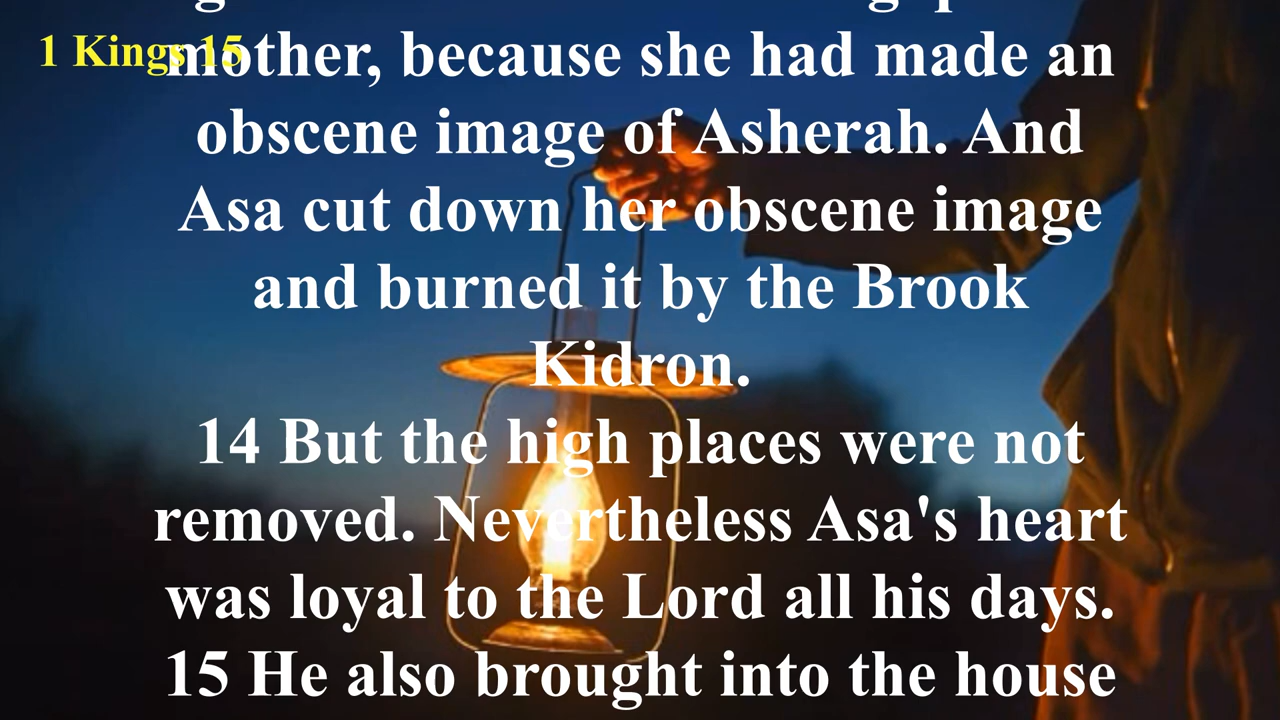 1 Kings 15
mother, because she had made an
obscene image of Asherah. And
Asa cut down her obscene image
and burned it by the Brook
Kidron.
14 But the high places were not
removed. Nevertheless Asa's heart
was loyal to the Lord all his days.
15 He also brought into the house